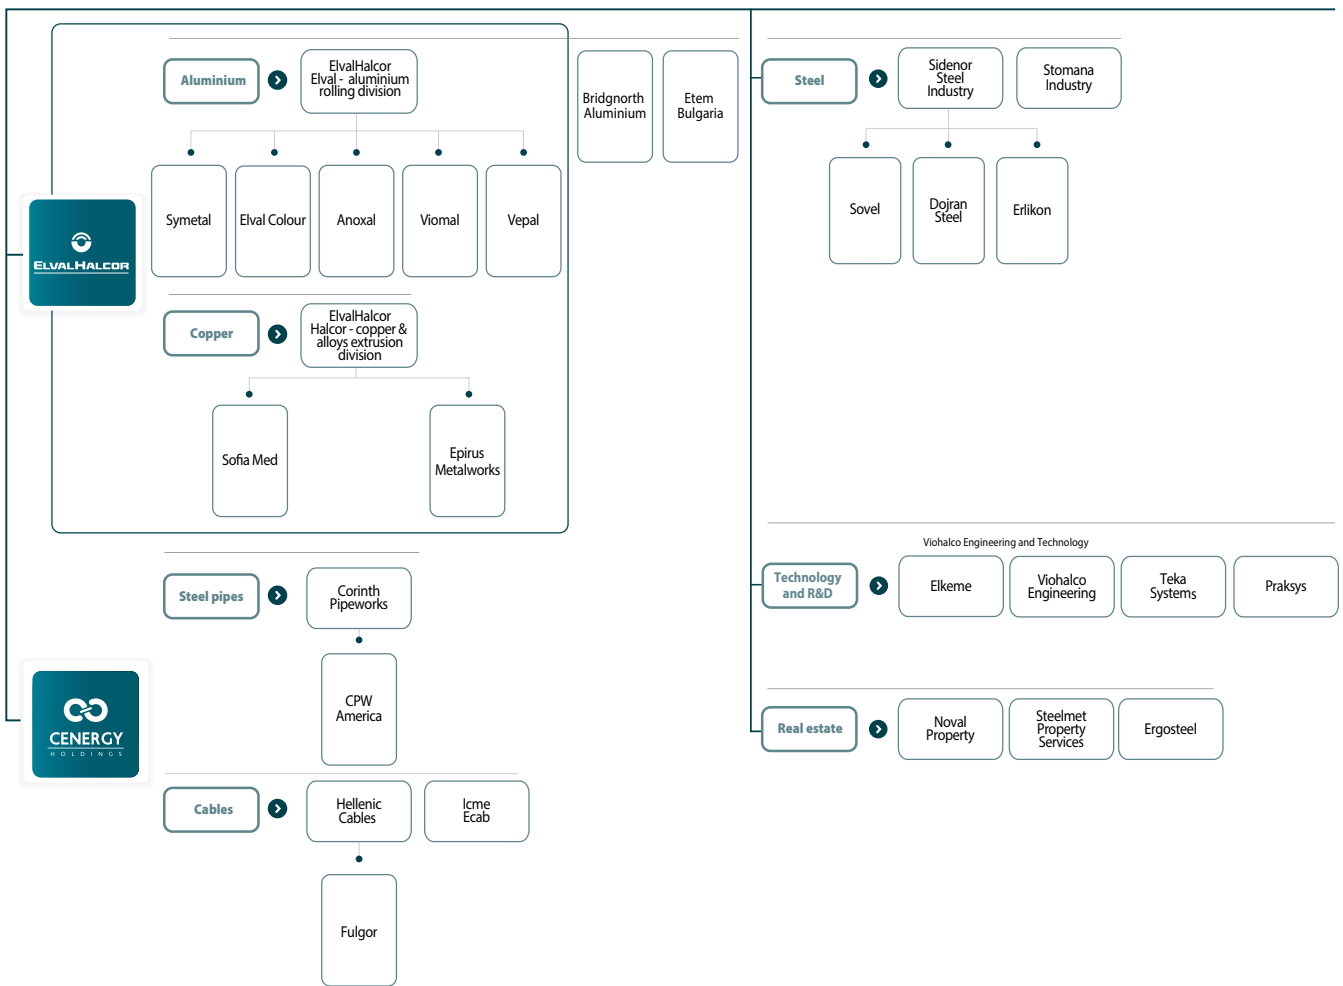 Aluminium
ElvalHalcor
Elval - aluminium
rolling division
Bridgnorth
Aluminium
Etem
Bulgaria
Symetal
Elval Colour
Anoxal
Viomal
Vepal
ELVALHALCOR
Copper
ElvalHalcor
Halcor - copper &
alloys extrusion
division
Sofia Med
Epirus
Metalworks
Steel pipes
Corinth
Pipeworks
CPW
America
CENERGY
HOLDINGS
Cables
Hellenic
Cables
Icme
Ecab
Fulgor
Steel
Sidenor
Steel
Industry
Stomana
Industry
Sovel
Dojran
Steel
Erlikon
Viohalco Engineering and Technology
Technology
and R&D
Elkeme
Viohalco
Engineering
Teka
Systems
Praksys
Real estate
Noval
Property
Steelmet
Property
Services
Ergosteel